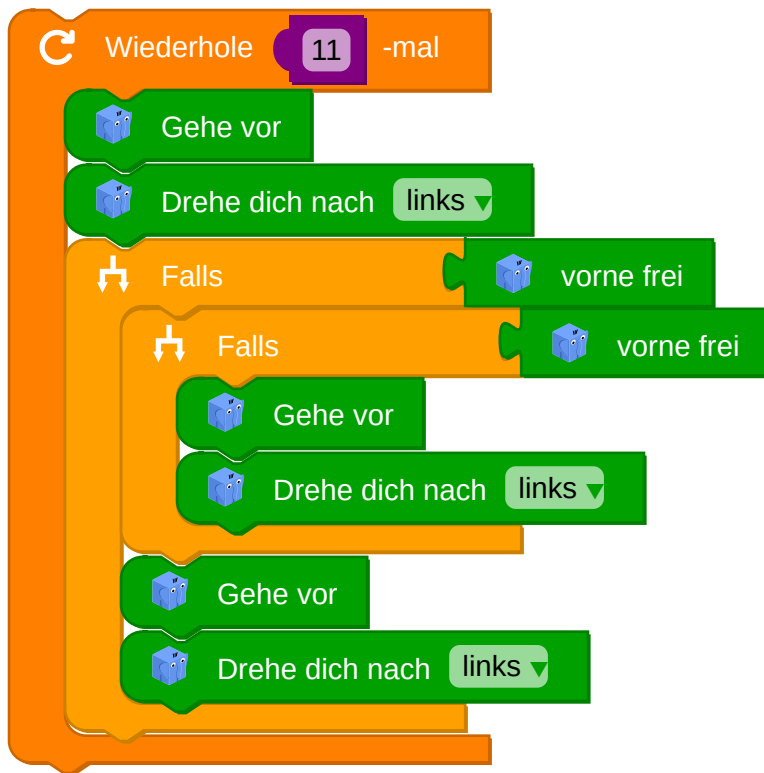 Wiederhole 11 -mal
Gehe vor
Drehe dich nach links
Falls vorne frei
Falls vorne frei
Gehe vor
Drehe dich nach links
Gehe vor
Drehe dich nach links